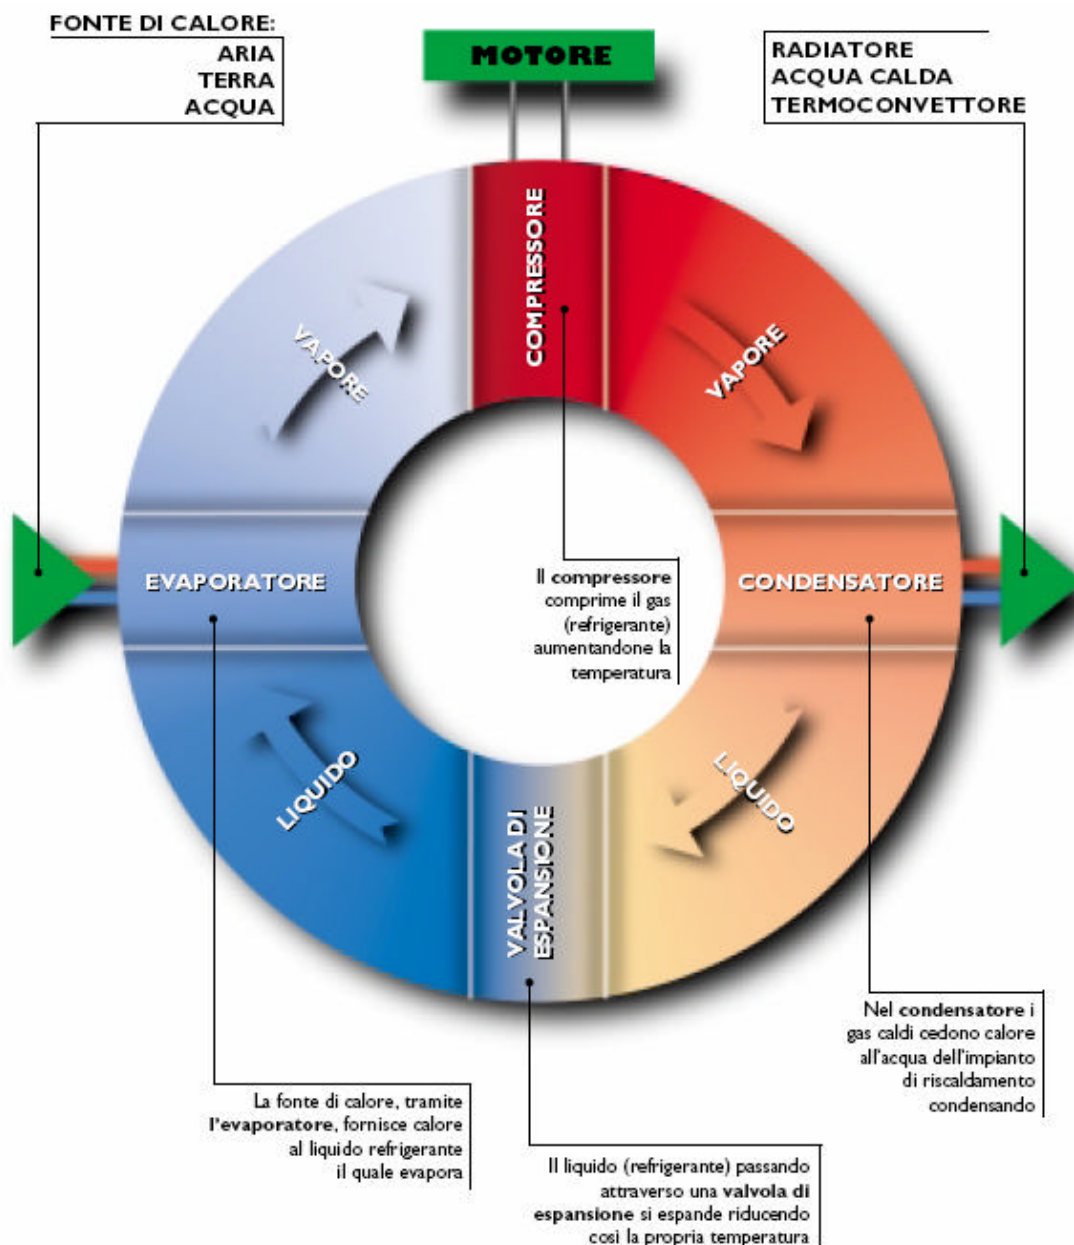 FONTE DI CALORE:
ARIA
TERRA
ACQUA
MOTORE
RADIATORE
ACQUA CALDA
TERMOCONVETTORE
COMPRESSORE
VAPORE
VAPORE
EVAPORATORE
Il compressore
comprime il gas
(refrigerante)
aumentandone la
temperatura
CONDENSATORE
LIQUIDO
VALVOLA DI
ESPANSIONE
LIQUIDO
Nel condensatore i
gas caldi cedono calore
all'acqua dell'impianto
di riscaldamento
condensando
La fonte di calore, tramite
l'evaporatore, fornisce calore
al liquido refrigerante
il quale evapora
Il liquido (refrigerante) passando
attraverso una valvola di
espansione si espande riducendo
così la propria temperatura